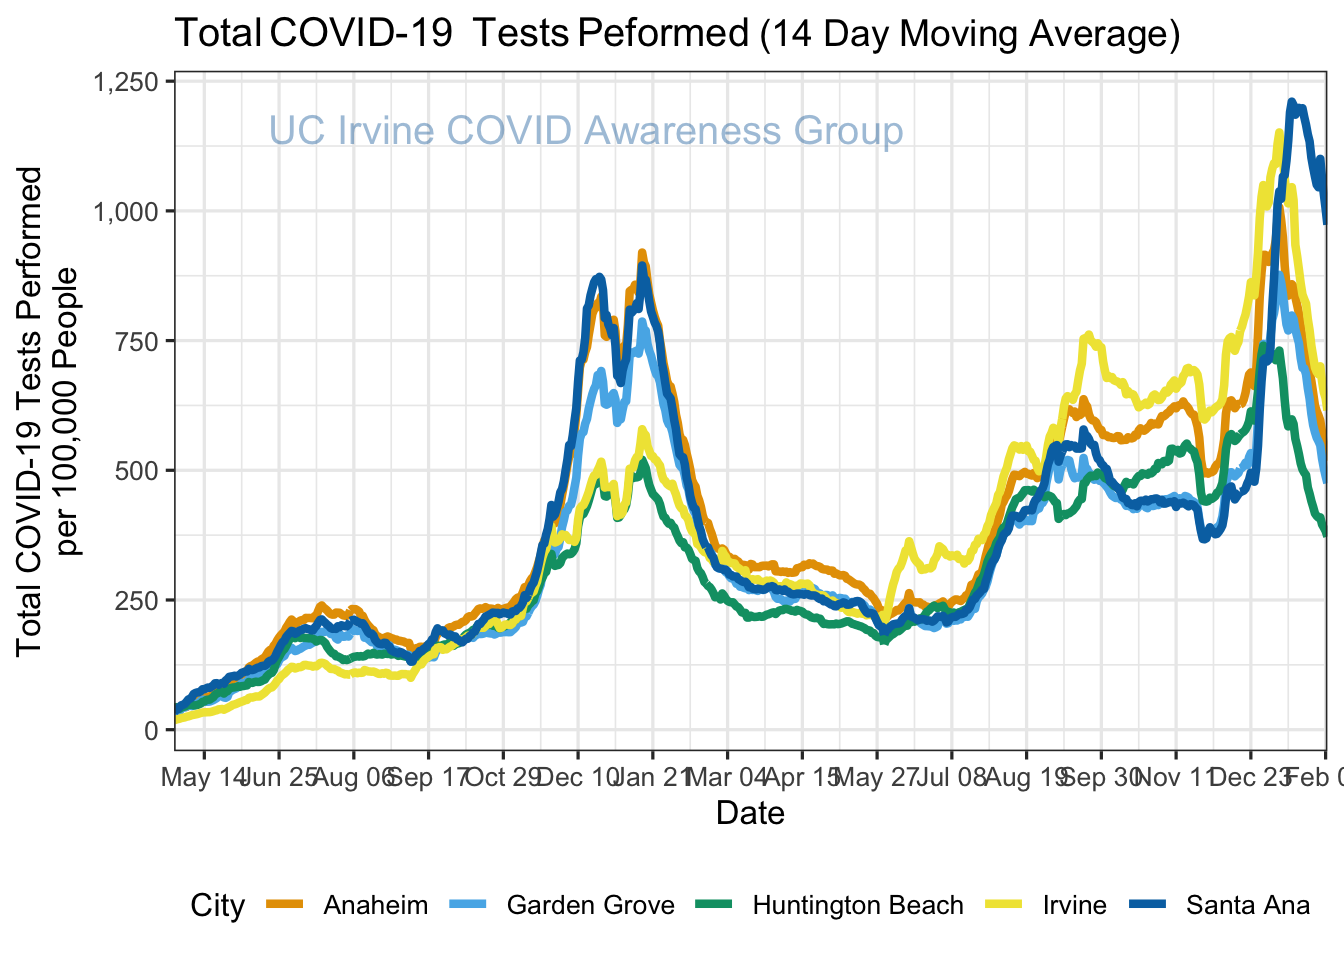 Total COVID-19  Tests Peformed (14 Day Moving Average)
UC Irvine COVID Awareness Group
Total COVID-19 Tests Performed
per 100,000 People
1,250
1,000
750
500
250
0
May 14 Jun 25 Aug 06 Sep 17 Oct 29 Dec 10 Jan 21 Mar 04 Apr 15 May 27 Jul 08 Aug 19 Sep 30 Nov 11 Dec 23 Feb 0
Date
City Anaheim Garden Grove Huntington Beach Irvine Santa Ana